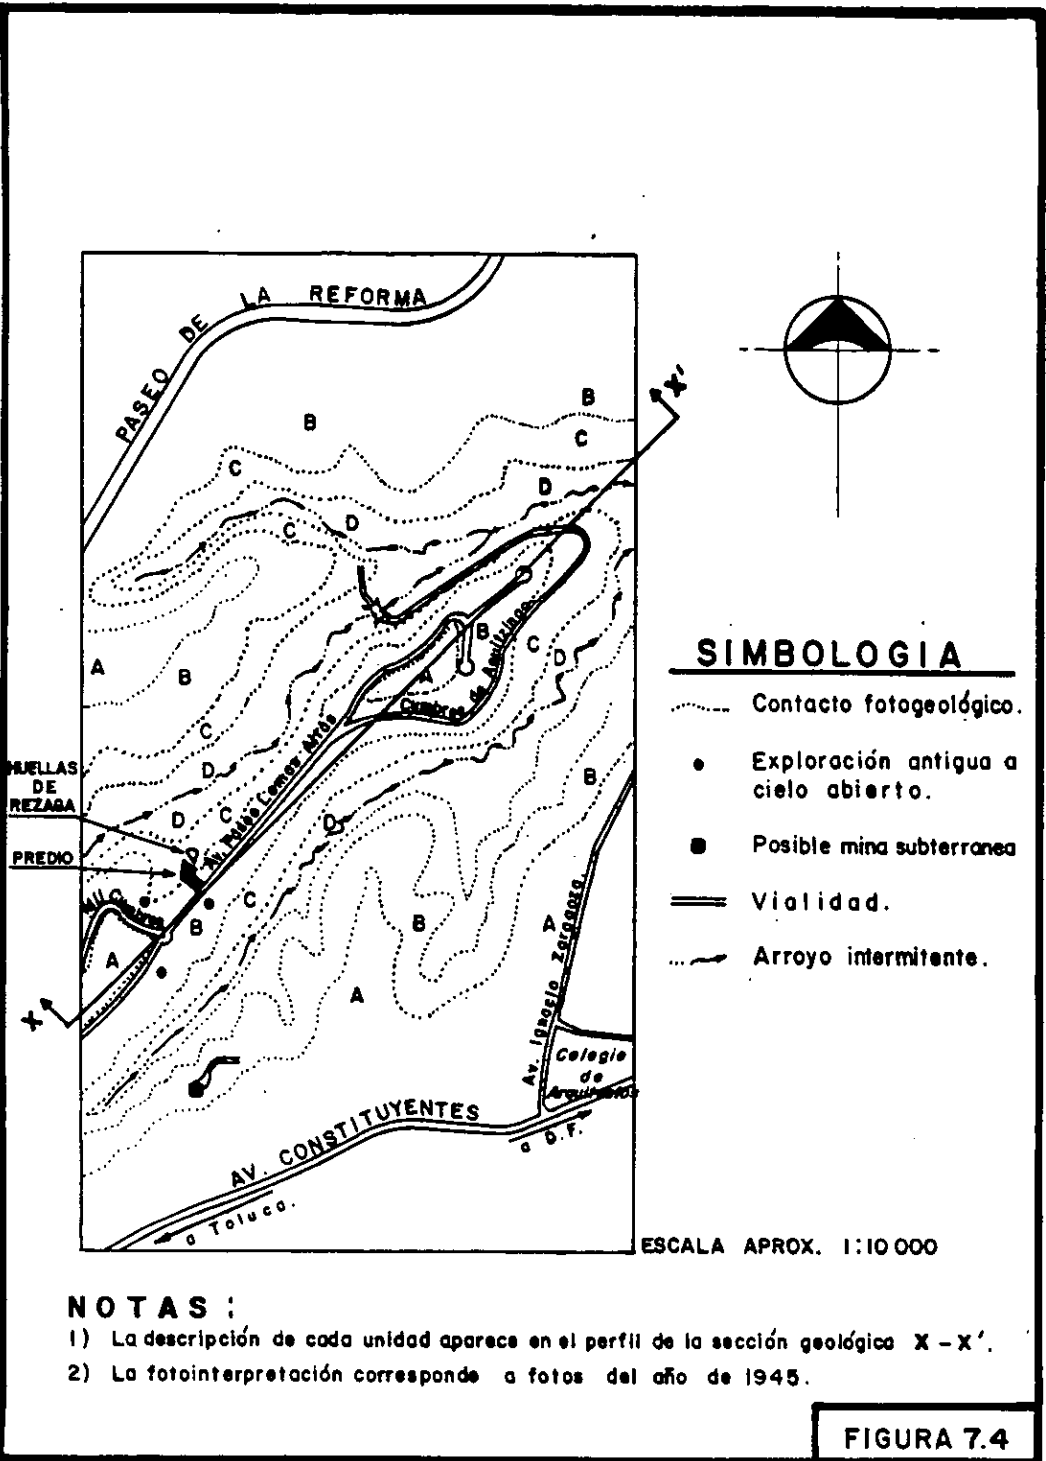 PASEO DE LA REFORMA
B
B
C
C
D
D
C
A
B
C
D
D
C
B
A
C
D
B
D
C
B
B
A
A
A
X'
X
Cumbres de Acultzingo
Av. Paseo Lomas Altas
HUELLAS
DE
REZAGA
PREDIO
Mil Cumbres
Av. Ignacio Zaragoza.
Colegio
de
Arquitectos
AV. CONSTITUYENTES
a D.F.
a Toluca.
SIMBOLOGIA
Contacto fotogeológico.
Exploración antigua a
cielo abierto.
Posible mina subterranea
Vialidad.
Arroyo intermitente.
ESCALA APROX. 1:10 000
NOTAS :
1) La descripción de cada unidad aparece en el perfil de la sección geológica X - X'.
2) La fotointerpretación corresponde a fotos del año de 1945.
FIGURA 7.4